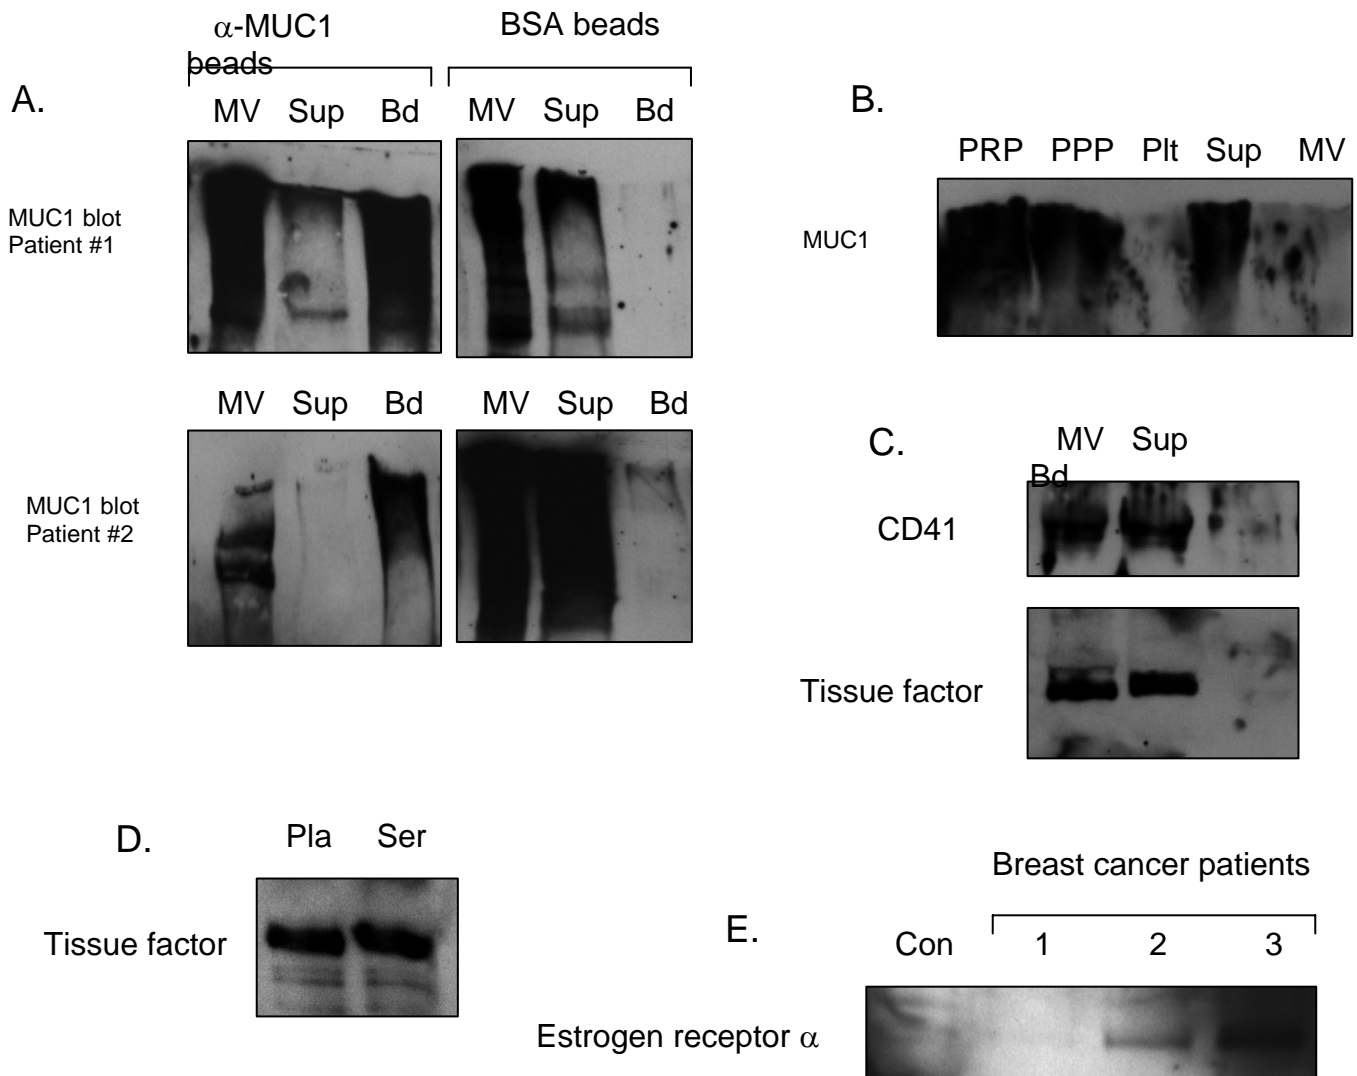 α-MUC1 beads
BSA beads
A.
MV Sup Bd
MV Sup Bd
MUC1 blot
Patient #1
MV Sup Bd
MV Sup Bd
MUC1 blot
Patient #2
B.
PRP PPP Plt Sup MV
MUC1
C.
MV Sup
Bd
CD41
Tissue factor
D.
Pla Ser
Tissue factor
Breast cancer patients
E.
Con 1 2 3
Estrogen receptor α